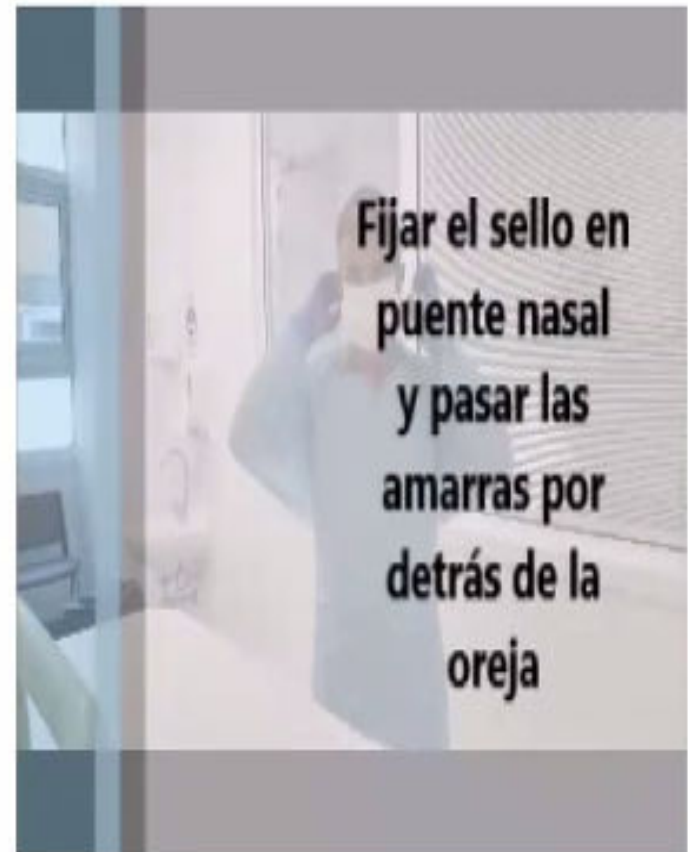 Fijar el sello en
puente nasal
y pasar las
amarras por
detrás de la
oreja